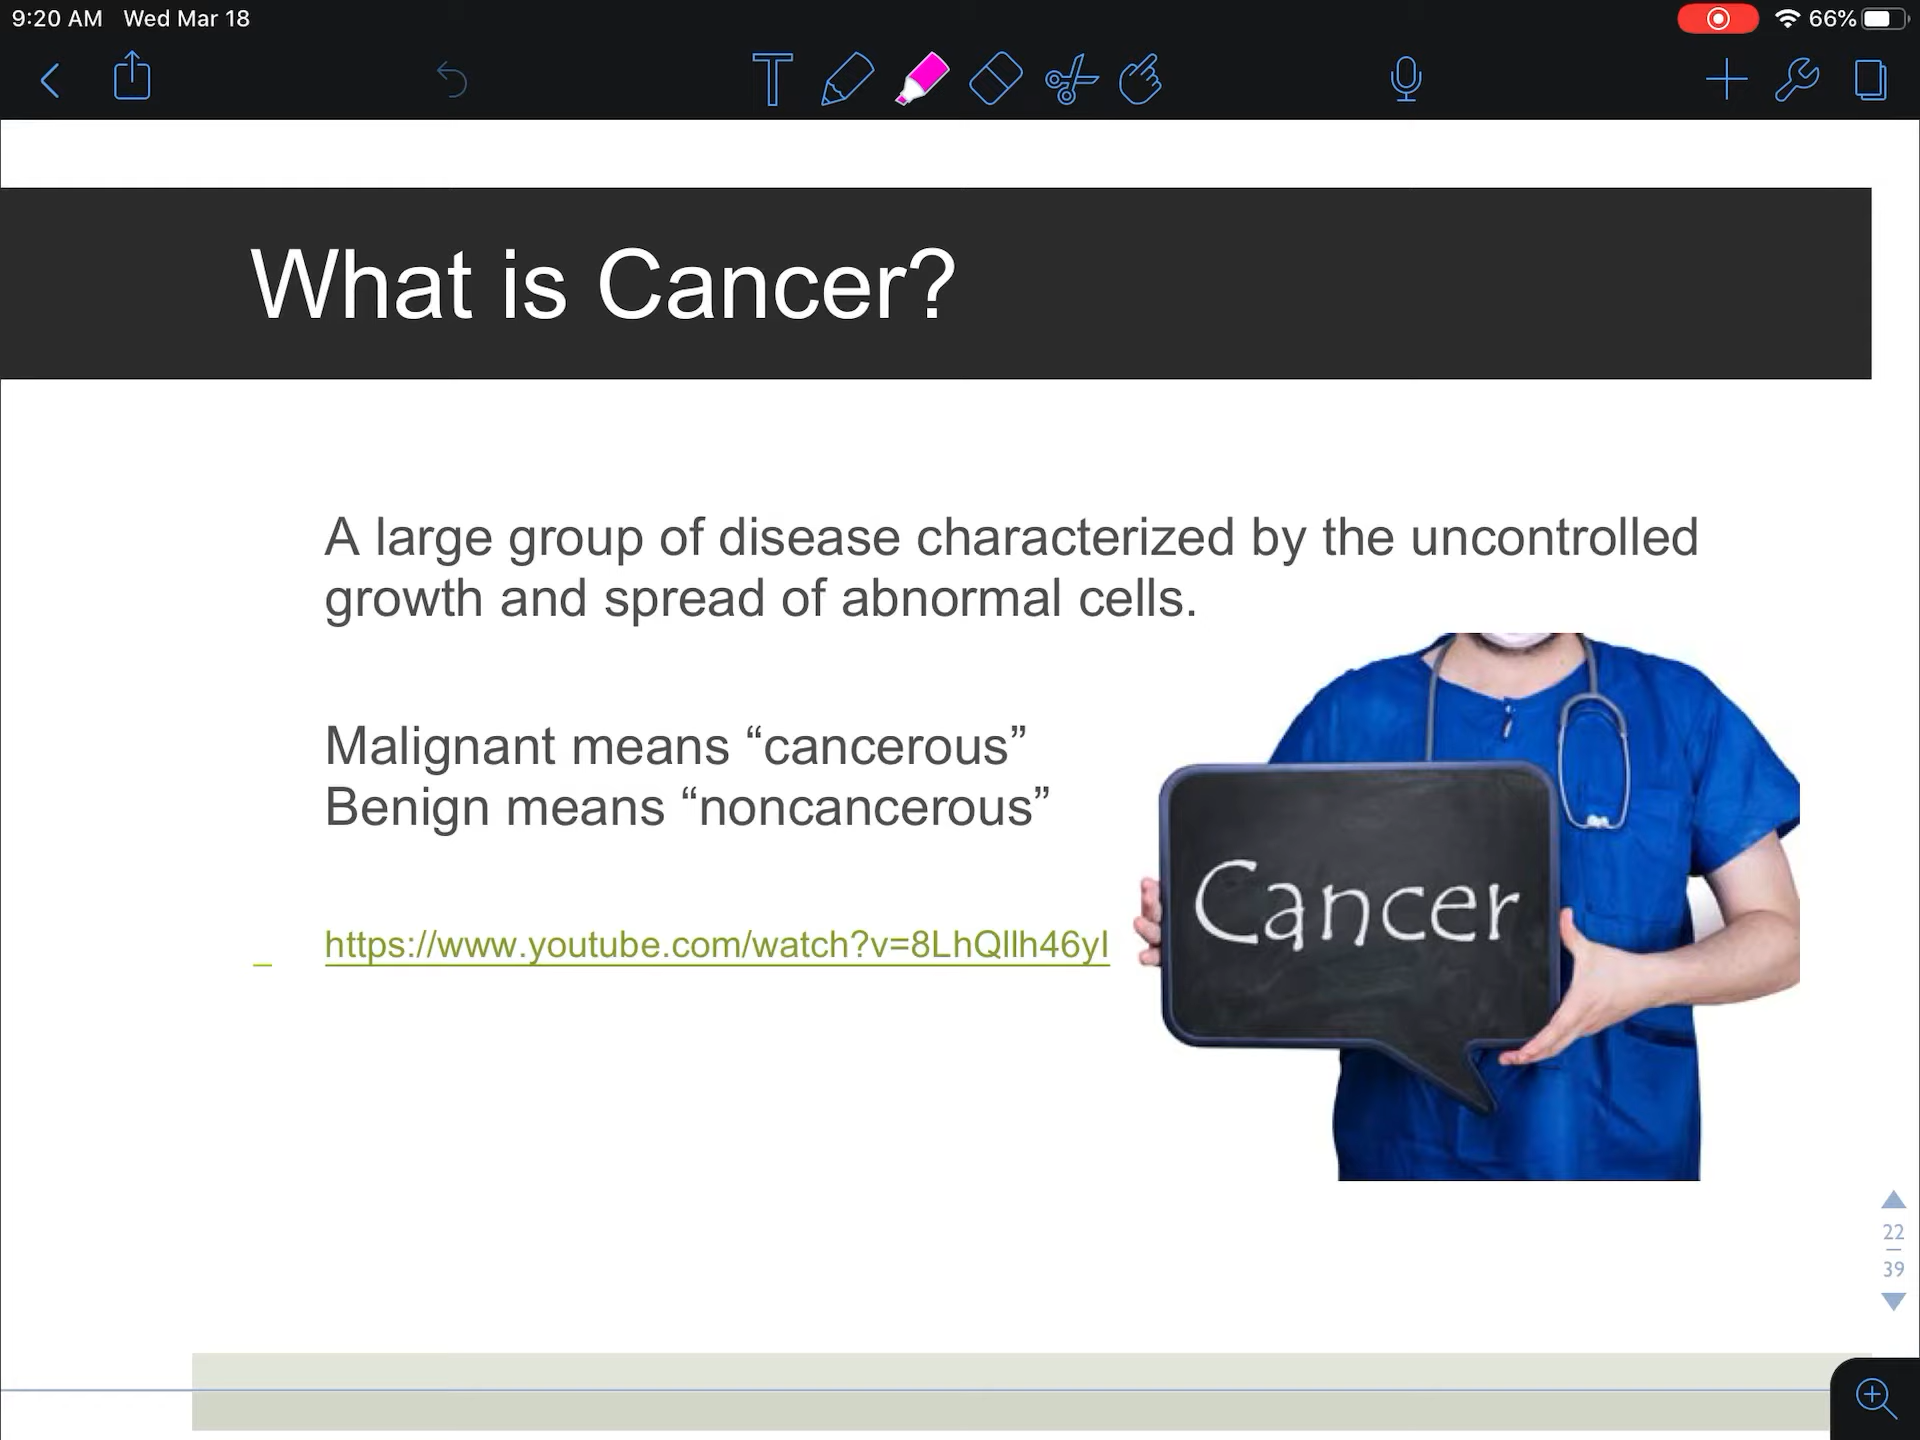 9:20 AM Wed Mar 18
66%
What is Cancer?
A large group of disease characterized by the uncontrolled
growth and spread of abnormal cells.
Malignant means “cancerous”
Benign means “noncancerous”
https://www.youtube.com/watch?v=8LhQllh46yI
Cancer
22
39